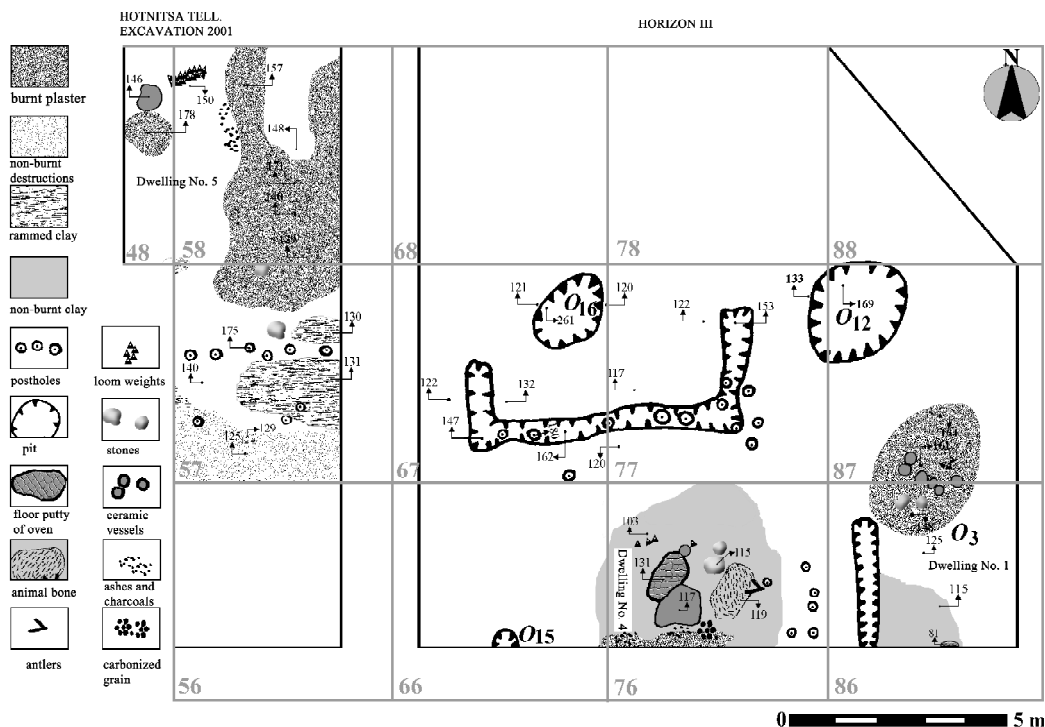 HOTNITSA TELL.
EXCAVATION 2001
HORIZON III
N
burnt plaster
non-burnt
destructions
rammed clay
non-burnt clay
postholes
loom weights
pit
stones
floor putty
of oven
ceramic
vessels
animal bone
ashes and
charcoals
antlers
carbonized
grain
146
150
157
178
148
Dwelling No. 5
48
58
68
78
88
121
O16
261
120
122
153
133
169
O12
130
175
140
131
125
129
122
132
117
147
162
120
57
67
77
87
103
131
115
117
119
Dwelling No. 4
O3
125
Dwelling No. 1
115
81
O15
56
66
76
86
0
5 m